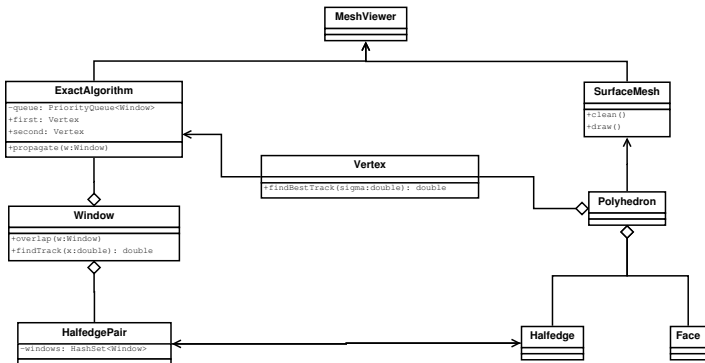 MeshViewer
ExactAlgorithm
-queue: PriorityQueue<Window>
+first: Vertex
+second: Vertex
+propagate(w:Window)
SurfaceMesh
+clean()
+draw()
Vertex
+findBestTrack(sigma:double): double
Polyhedron
Window
+overlap(w:Window)
+findTrack(x:double): double
HalfedgePair
-windows: HashSet<Window>
Halfedge
Face